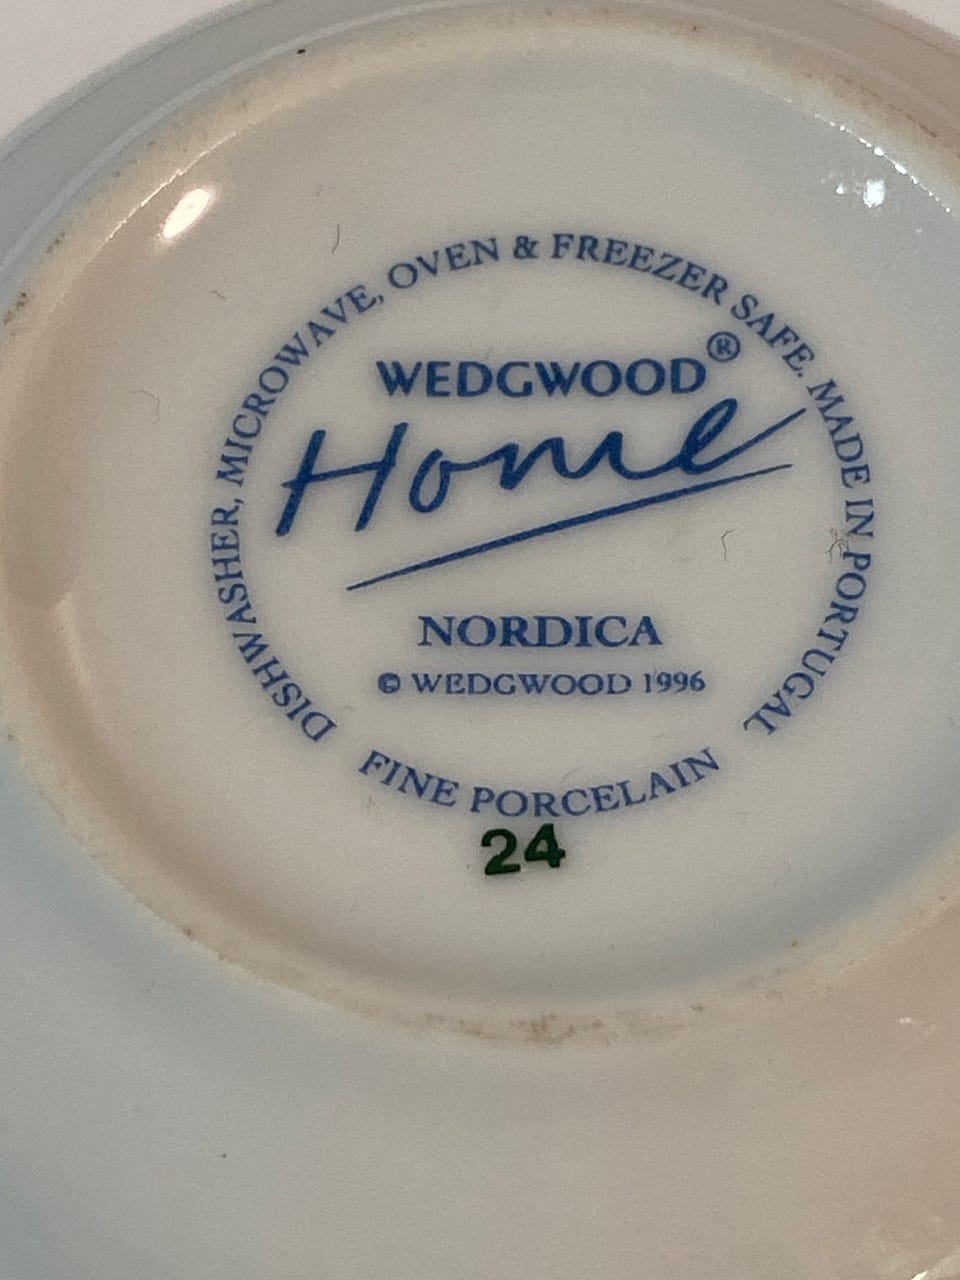 DISHWASHER, MICROWAVE, OVEN & FREEZER SAFE. MADE IN PORTUGAL
WEDGWOOD®
Home
NORDICA
© WEDGWOOD 1996
FINE PORCELAIN
24